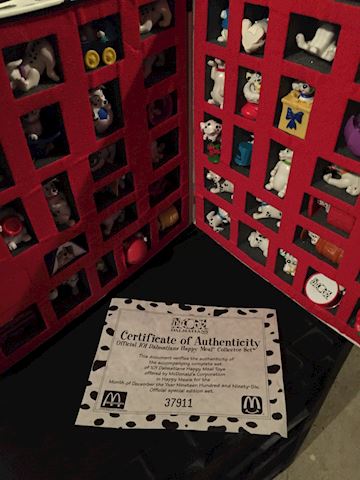 101
DALMATIANS
Certificate of Authenticity
Official 101 Dalmatians Happy Meal Collector Set
This document verifies the authenticity of
the accompanying complete set
of 101 Dalmatians Happy Meal Toys
offered by McDonald's Corporation
in Happy Meals for the
Month of December the Year Nineteen Hundred and Ninety-Six.
Official special edition set.
37911